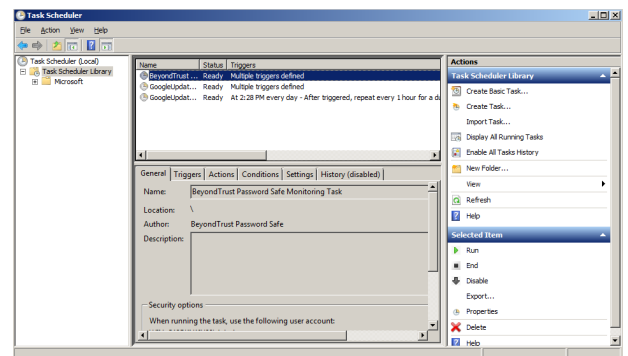 Task Scheduler
File Action View Help
Task Scheduler (Local)
Task Scheduler Library
Microsoft
Name Status Triggers
BeyondTrust ... Ready Multiple triggers defined
GoogleUpdat... Ready Multiple triggers defined
GoogleUpdat... Ready At 2:28 PM every day - After triggered, repeat every 1 hour for a
General Triggers Actions Conditions Settings History (disabled)
Name: BeyondTrust Password Safe Monitoring Task
Location: \
Author: BeyondTrust Password Safe
Description:
Security options
When running the task, use the following user account:
Actions
Task Scheduler Library
Create Basic Task...
Create Task...
Import Task...
Display All Running Tasks
Enable All Tasks History
New Folder...
View
Refresh
Help
Selected Item
Run
End
Disable
Export...
Properties
Delete
Help